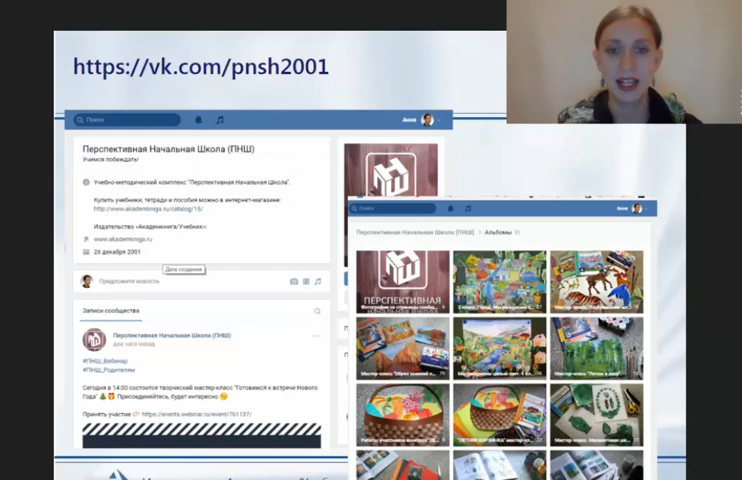 https://vk.com/pnsh2001
Поиск
Анна
Перспективная Начальная Школа (ПНШ)
Учимся побеждать!
Учебно-методический комплекс "Перспективная Начальная Школа".
Купить учебники, тетради и пособия можно в интернет-магазине:
http://www.akademkniga.ru/catalog/15/
Издательство «Академкнига/Учебник»:
www.akademkniga.ru
26 декабря 2001
Дата создания
Предложите новость
Записи сообщества
Перспективная Начальная Школа (ПНШ)
два часа назад
#ПНШ_Вебинар
#ПНШ_Родителям
Сегодня в 14:00 состоится творческий мастер-класс "Готовимся к встрече Нового
Года" Присоединяйтесь, будет интересно
Принять участие https://events.webinar.ru/event/761137/
НШ
Поиск
Анна
Перспективная Начальная Школа (ПНШ) > Альбомы
НШ
ПЕРСПЕКТИВНАЯ